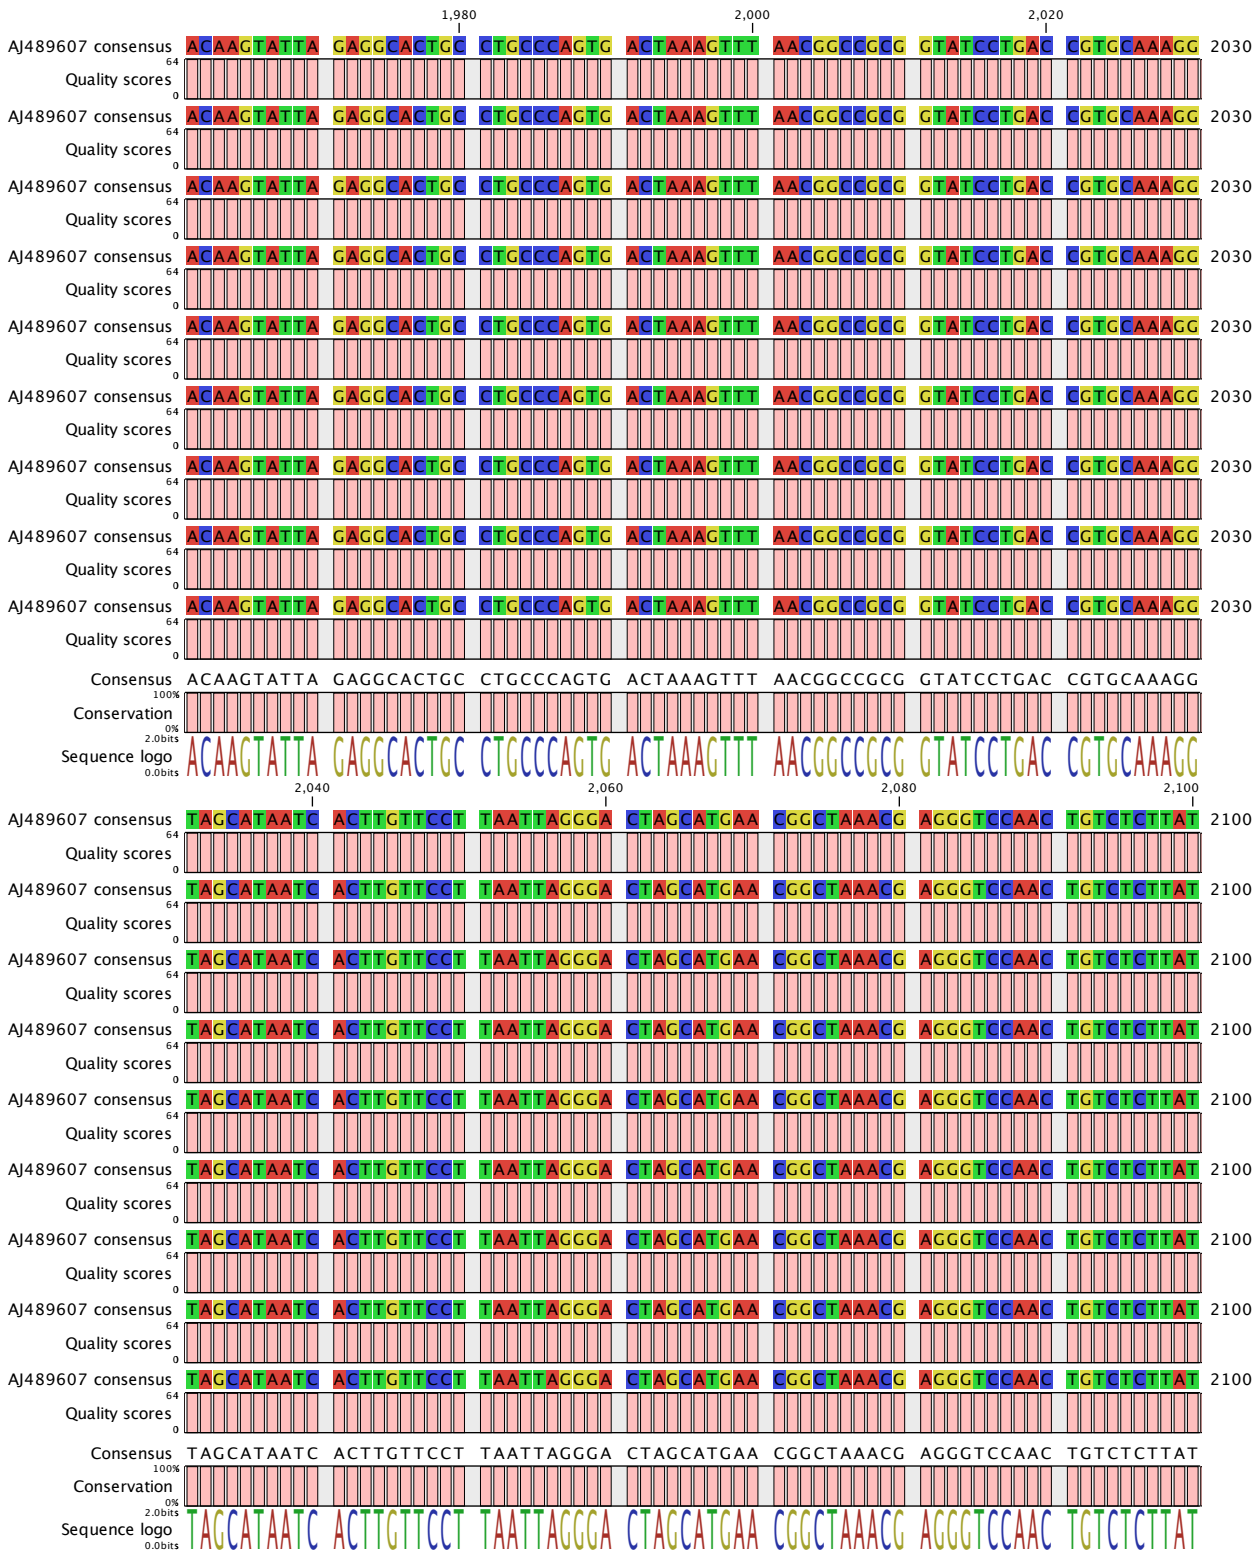 1,980 2,000 2,020
AJ489607 consensus ACAAGTATTA GAGGCACTGC CTGCCCAGTG ACTAAAGTTT AACGGCCGCG GTATCCTGAC CGTGCAAAGG 2030
64
Quality scores
0
AJ489607 consensus ACAAGTATTA GAGGCACTGC CTGCCCAGTG ACTAAAGTTT AACGGCCGCG GTATCCTGAC CGTGCAAAGG 2030
64
Quality scores
0
AJ489607 consensus ACAAGTATTA GAGGCACTGC CTGCCCAGTG ACTAAAGTTT AACGGCCGCG GTATCCTGAC CGTGCAAAGG 2030
64
Quality scores
0
AJ489607 consensus ACAAGTATTA GAGGCACTGC CTGCCCAGTG ACTAAAGTTT AACGGCCGCG GTATCCTGAC CGTGCAAAGG 2030
64
Quality scores
0
AJ489607 consensus ACAAGTATTA GAGGCACTGC CTGCCCAGTG ACTAAAGTTT AACGGCCGCG GTATCCTGAC CGTGCAAAGG 2030
64
Quality scores
0
AJ489607 consensus ACAAGTATTA GAGGCACTGC CTGCCCAGTG ACTAAAGTTT AACGGCCGCG GTATCCTGAC CGTGCAAAGG 2030
64
Quality scores
0
AJ489607 consensus ACAAGTATTA GAGGCACTGC CTGCCCAGTG ACTAAAGTTT AACGGCCGCG GTATCCTGAC CGTGCAAAGG 2030
64
Quality scores
0
AJ489607 consensus ACAAGTATTA GAGGCACTGC CTGCCCAGTG ACTAAAGTTT AACGGCCGCG GTATCCTGAC CGTGCAAAGG 2030
64
Quality scores
0
AJ489607 consensus ACAAGTATTA GAGGCACTGC CTGCCCAGTG ACTAAAGTTT AACGGCCGCG GTATCCTGAC CGTGCAAAGG 2030
64
Quality scores
0
Consensus ACAAGTATTA GAGGCACTGC CTGCCCAGTG ACTAAAGTTT AACGGCCGCG GTATCCTGAC CGTGCAAAGG
100%
Conservation
0%
2.0bits
Sequence logo ACAAGTATTA GAGGCACTGC CTGCCCAGTG ACTAAAGTTT AACGGCCGCG GTATCCTGAC CGTGCAAAGG
0.0bits
2,040 2,060 2,080 2,100
AJ489607 consensus TAGCATAATC ACTTGTTCCT TAATTAGGGA CTAGCATGAA CGGCTAAACG AGGGTCCAAC TGTCTCTTAT 2100
64
Quality scores
0
AJ489607 consensus TAGCATAATC ACTTGTTCCT TAATTAGGGA CTAGCATGAA CGGCTAAACG AGGGTCCAAC TGTCTCTTAT 2100
64
Quality scores
0
AJ489607 consensus TAGCATAATC ACTTGTTCCT TAATTAGGGA CTAGCATGAA CGGCTAAACG AGGGTCCAAC TGTCTCTTAT 2100
64
Quality scores
0
AJ489607 consensus TAGCATAATC ACTTGTTCCT TAATTAGGGA CTAGCATGAA CGGCTAAACG AGGGTCCAAC TGTCTCTTAT 2100
64
Quality scores
0
AJ489607 consensus TAGCATAATC ACTTGTTCCT TAATTAGGGA CTAGCATGAA CGGCTAAACG AGGGTCCAAC TGTCTCTTAT 2100
64
Quality scores
0
AJ489607 consensus TAGCATAATC ACTTGTTCCT TAATTAGGGA CTAGCATGAA CGGCTAAACG AGGGTCCAAC TGTCTCTTAT 2100
64
Quality scores
0
AJ489607 consensus TAGCATAATC ACTTGTTCCT TAATTAGGGA CTAGCATGAA CGGCTAAACG AGGGTCCAAC TGTCTCTTAT 2100
64
Quality scores
0
AJ489607 consensus TAGCATAATC ACTTGTTCCT TAATTAGGGA CTAGCATGAA CGGCTAAACG AGGGTCCAAC TGTCTCTTAT 2100
64
Quality scores
0
AJ489607 consensus TAGCATAATC ACTTGTTCCT TAATTAGGGA CTAGCATGAA CGGCTAAACG AGGGTCCAAC TGTCTCTTAT 2100
64
Quality scores
0
Consensus TAGCATAATC ACTTGTTCCT TAATTAGGGA CTAGCATGAA CGGCTAAACG AGGGTCCAAC TGTCTCTTAT
100%
Conservation
0%
2.0bits
Sequence logo TAGCATAATC ACTTGTTCCT TAATTAGGGA CTAGCATGAA CGGCTAAACG AGGGTCCAAC TGTCTCTTAT
0.0bits